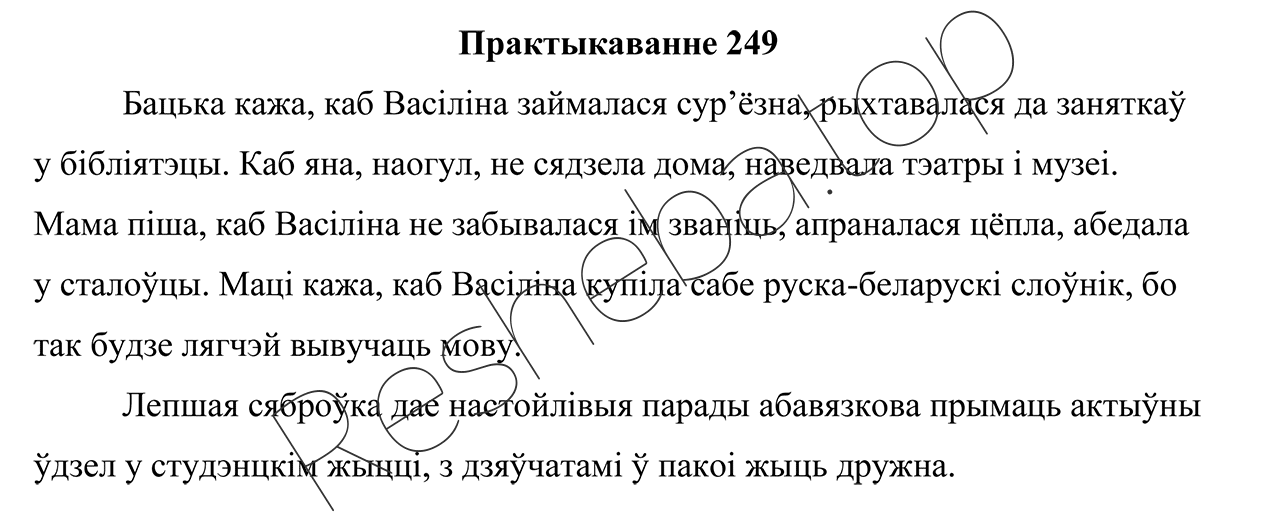 Практыкаванне 249
Бацька кажа, каб Васіліна займалася сур’ёзна, рыхтавалася да заняткаў
у бібліятэцы. Каб яна, наогул, не сядзела дома, наведвала тэатры і музеі.
Мама піша, каб Васіліна не забывалася ім званіць, апраналася цёпла, абедала
у сталоўцы. Маці кажа, каб Васіліна купіла сабе руска-беларускі слоўнік, бо
так будзе лягчэй вывучаць мову.
Лепшая сяброўка дае настойлівыя парады абавязкова прымаць актыўны
ўдзел у студэнцкім жыцці, з дзяўчатамі ў пакоі жыць дружна.
Resheba.top